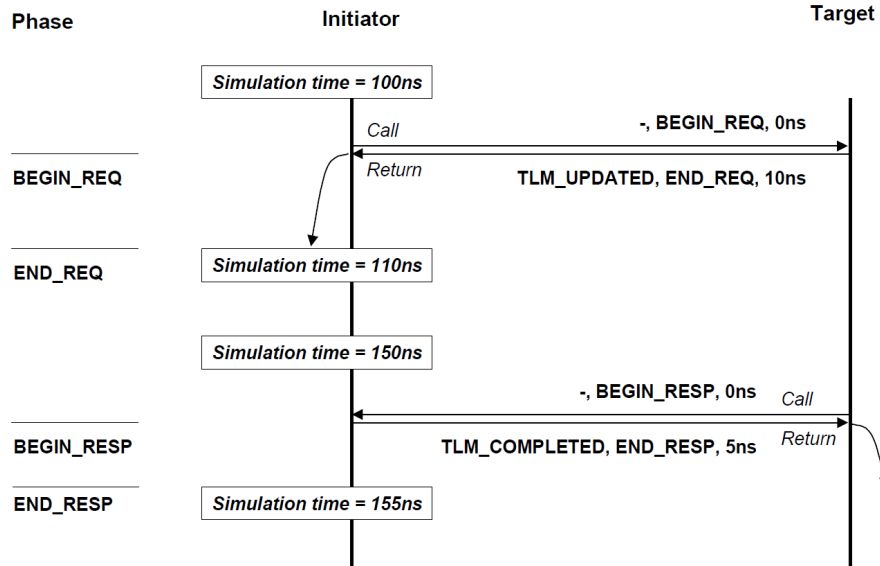 Phase
Initiator
Target
Simulation time = 100ns
Call
-, BEGIN_REQ, 0ns
BEGIN_REQ
Return
TLM_UPDATED, END_REQ, 10ns
END_REQ
Simulation time = 110ns
Simulation time = 150ns
-, BEGIN_RESP, 0ns
Call
BEGIN_RESP
TLM_COMPLETED, END_RESP, 5ns
Return
END_RESP
Simulation time = 155ns